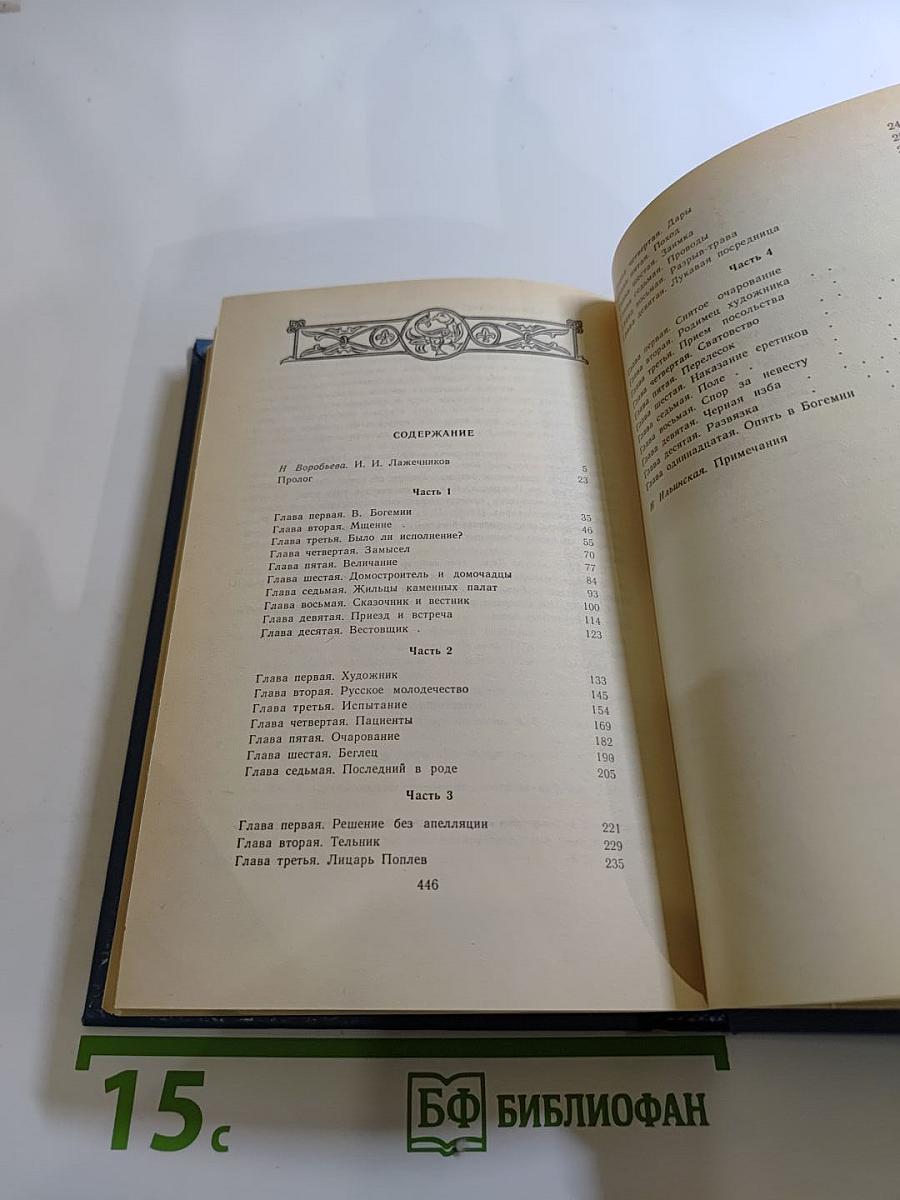 СОДЕРЖАНИЕ
Н Воробьева. И. И. Лажечников 5
Пролог 23
Часть 1
Глава первая. В. Богемии 35
Глава вторая. Мщение . 46
Глава третья. Было ли исполнение? 55
Глава четвертая. Замысел 70
Глава пятая. Величание 77
Глава шестая. Домостроитель и домочадцы 84
Глава седьмая. Жильцы каменных палат 93
Глава восьмая. Сказочник и вестник 100
Глава девятая. Приезд и встреча 114
Глава десятая. Вестовщик . 123
Часть 2
Глава первая. Художник 133
Глава вторая. Русское молодечество 145
Глава третья. Испытание 154
Глава четвертая. Пациенты 169
Глава пятая. Очарование 182
Глава шестая. Беглец 190
Глава седьмая. Последний в роде 205
Часть 3
Глава первая. Решение без апелляции 221
Глава вторая. Тельник 229
Глава третья. Лицарь Поплев 235
446
четвертая. Дары
пятая. Поход
шестая. Заимка
седьмая. Проводы
восьмая. Разрыв-трава
девятая. Лукавая посредница
Часть 4
Глава первая. Снятое очарование
Глава вторая. Родимец художника . .
Глава третья. Прием посольства
Глава четвертая. Сватовство
Глава пятая. Перелесок
Глава шестая. Наказание еретиков
Глава седьмая. Поле
Глава восьмая. Спор за невесту
Глава девятая. Черная изба
Глава десятая. Развязка
Глава одиннадцатая. Опять в Богемии
Н Ильинская. Примечания
15 с
БФ БИБЛИОФАН